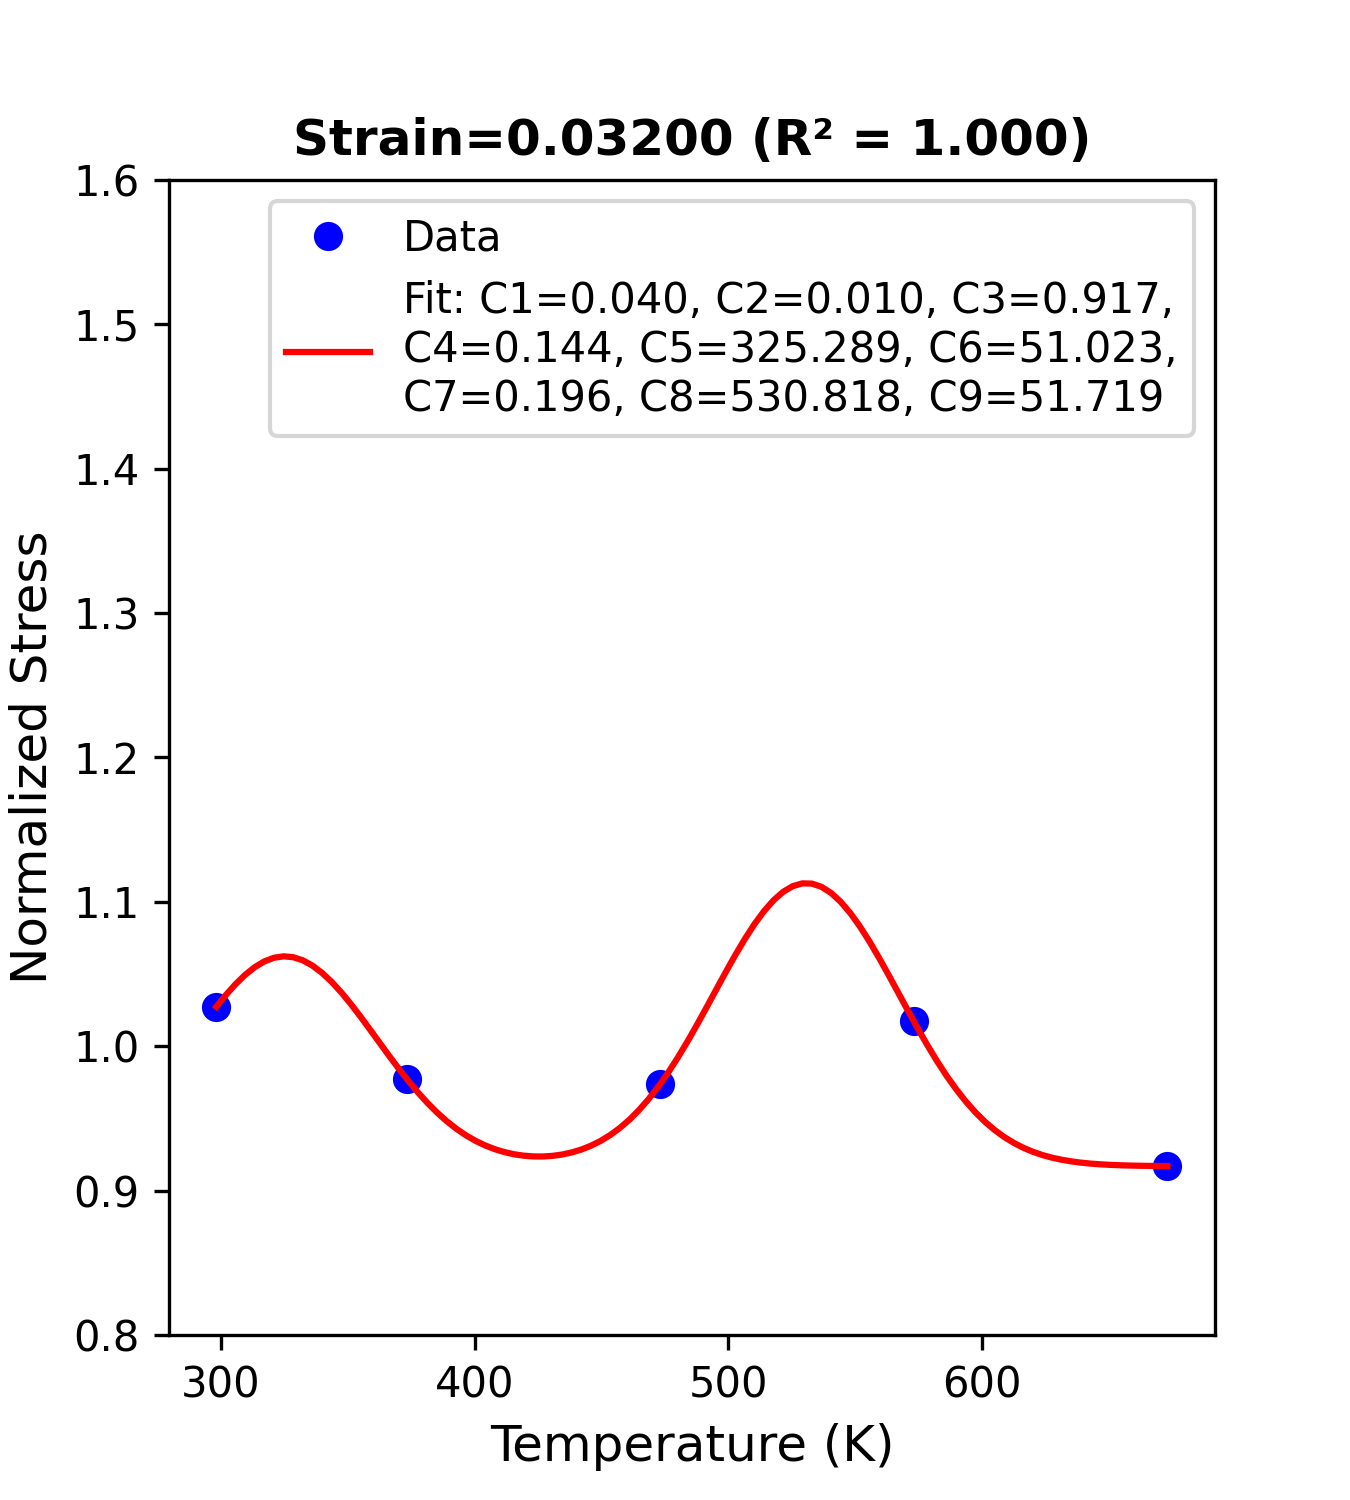 Strain=0.03200 (R² = 1.000)
1.6
1.5
1.4
1.3
1.2
1.1
1.0
0.9
0.8
Normalized Stress
Data
Fit: C1=0.040, C2=0.010, C3=0.917,
C4=0.144, C5=325.289, C6=51.023,
C7=0.196, C8=530.818, C9=51.719
300 400 500 600
Temperature (K)